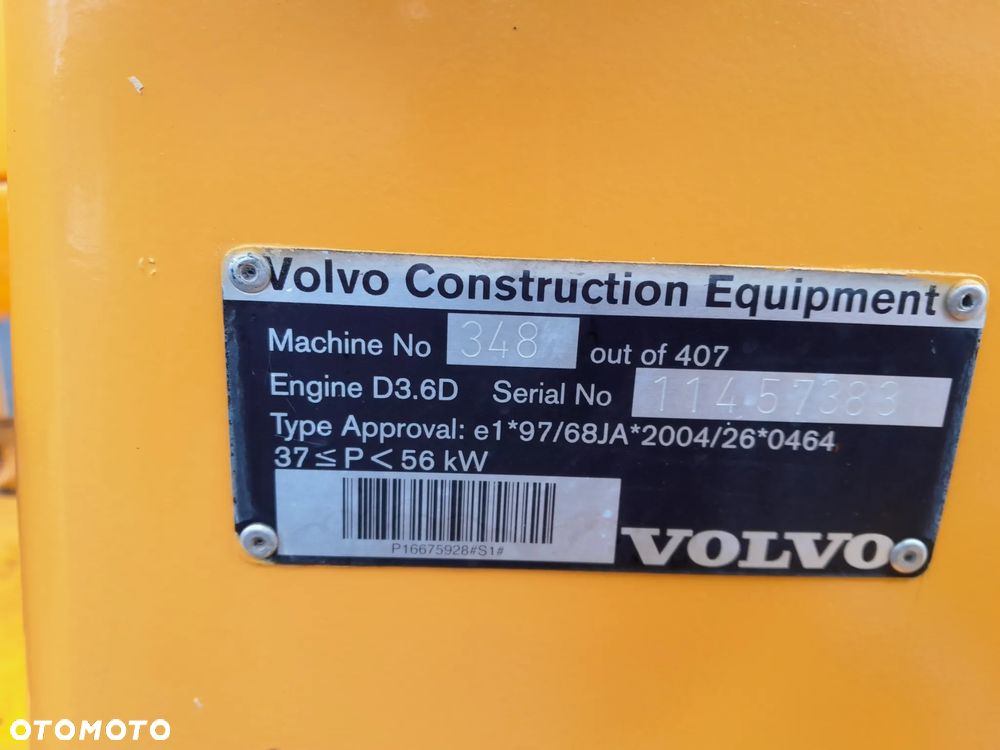 Volvo Construction Equipment
Machine No 348 out of 407
Engine D3.6D Serial No 11457383
Type Approval: e1*97/68JA*2004/26*0464
37 ≤ P < 56 kW
P16675928#S1#
VOLVO
OTOMOTO